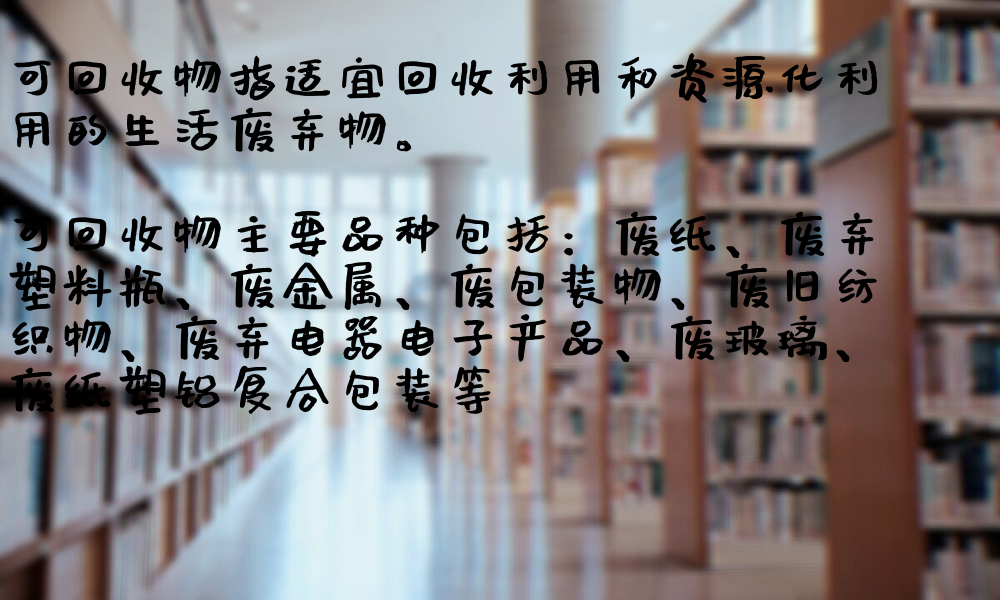 可回收物指适宜回收利用和资源化利
用的生活废弃物。
可回收物主要品种包括：废纸、废弃
塑料瓶、废金属、废包装物、废旧纺
织物、废弃电器电子产品、废玻璃、
废纸塑铝复合包装等